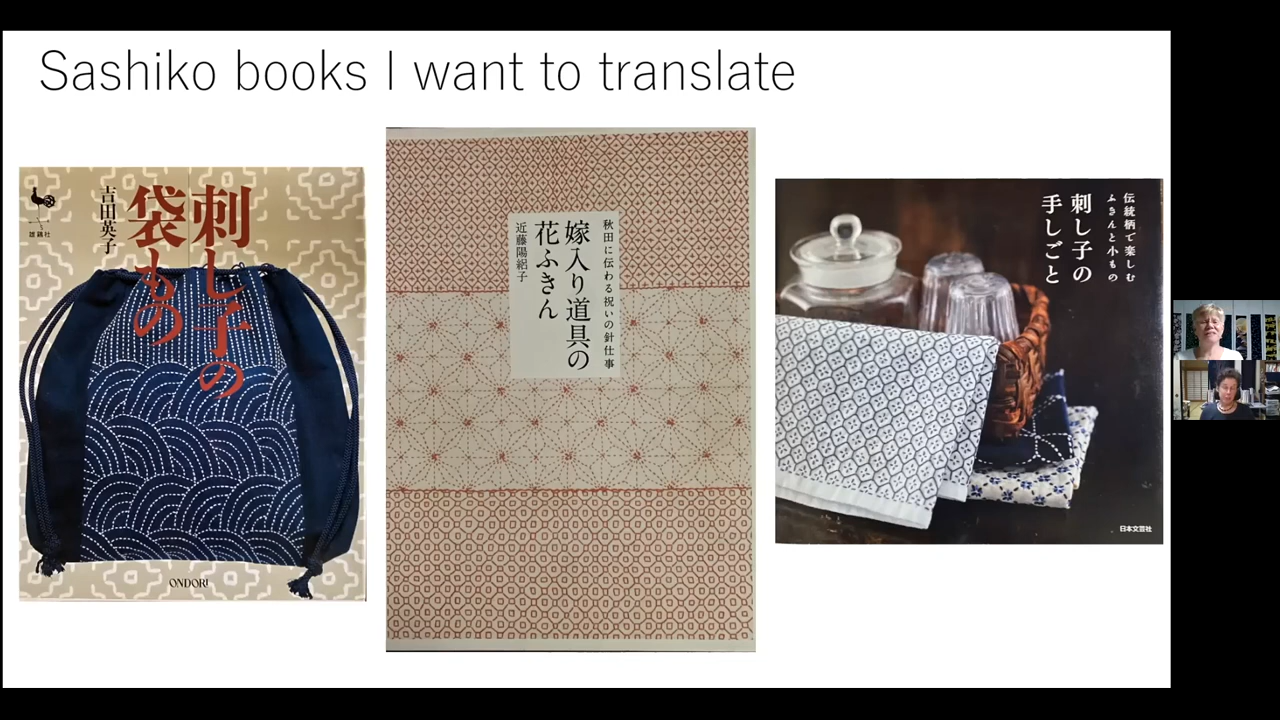 Sashiko books I want to translate
刺し子の
袋もの
吉田英子
雄鶏社
ONDORI
秋田に伝わる祝いの針仕事
嫁入り道具の
花ふきん
近藤陽絽子
伝統柄で楽しむ
ふきんと小もの
刺し子の
手しごと
日本文芸社